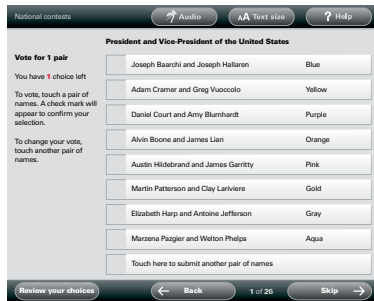 National contests
Audio
AA Text size
? Help
President and Vice-President of the United States
Vote for 1 pair
You have 1 choice left
To vote, touch a pair of
names. A check mark will
appear to confirm your
selection.
To change your vote,
touch another pair of
names.
Joseph Baarchi and Joseph Hallaren Blue
Adam Cramer and Greg Vuoccolo Yellow
Daniel Court and Amy Blumhardt Purple
Alvin Boone and James Lian Orange
Austin Hildebrand and James Garritty Pink
Martin Patterson and Clay Lariviere Gold
Elizabeth Harp and Antoine Jefferson Gray
Marzena Pazgier and Welton Phelps Aqua
Touch here to submit another pair of names
Review your choices
← Back
1 of 26
Skip →